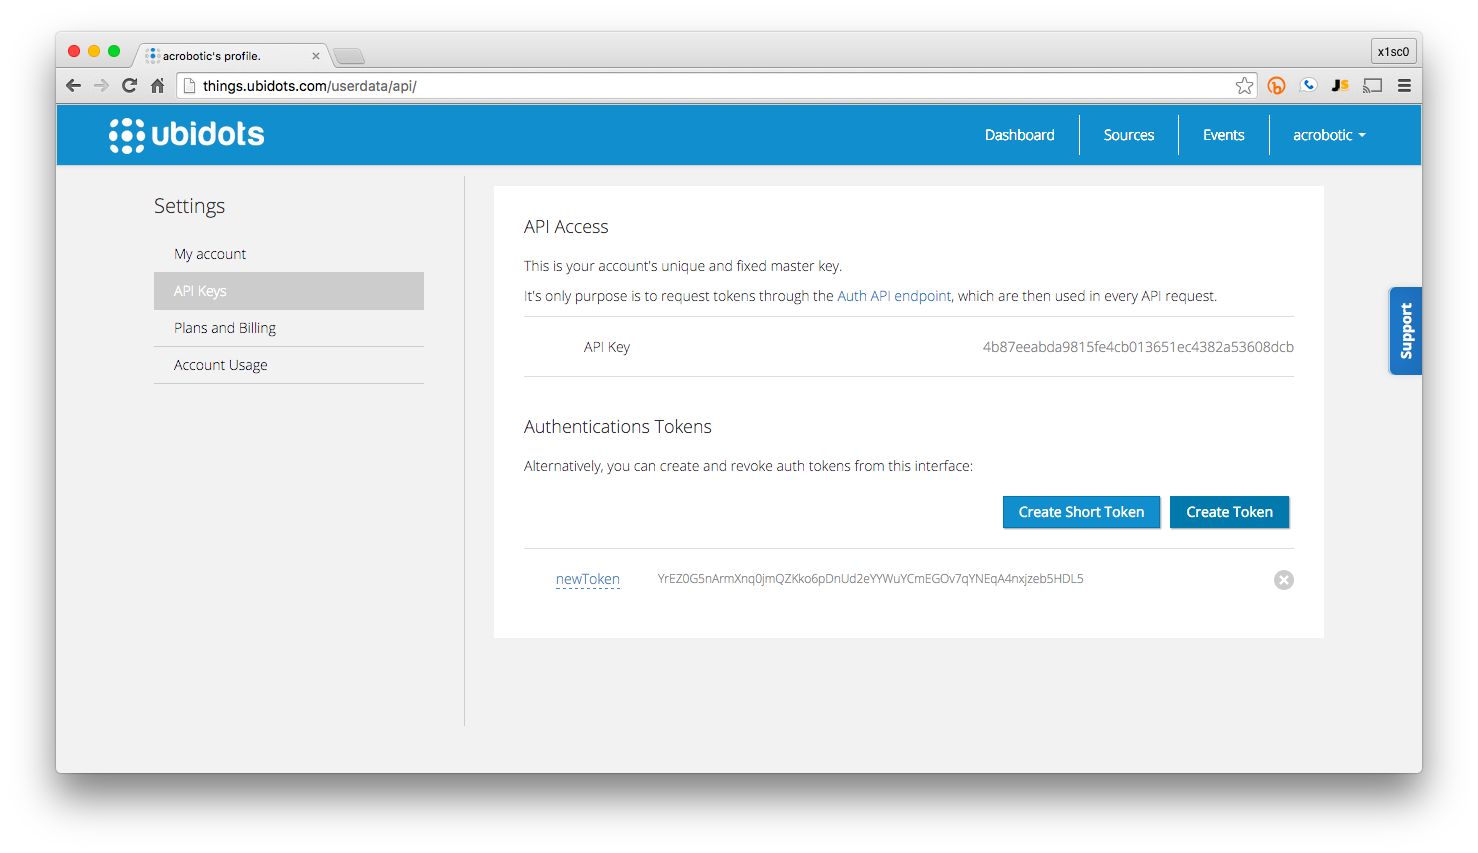 acrobotic's profile.
x1sc0
things.ubidots.com/userdata/api/
ubidots
Dashboard
Sources
Events
acrobotic
Settings
My account
API Keys
Plans and Billing
Account Usage
API Access
This is your account's unique and fixed master key.
It's only purpose is to request tokens through the Auth API endpoint, which are then used in every API request.
API Key 4b87eeabda9815fe4cb013651ec4382a53608dcb
Authentications Tokens
Alternatively, you can create and revoke auth tokens from this interface:
Create Short Token
Create Token
newToken YrEZ0G5nArmXnq0jmQZKko6pDnUd2eYYWuYCmEGOv7qYNEqA4nxjzeb5HDL5
Support
JS